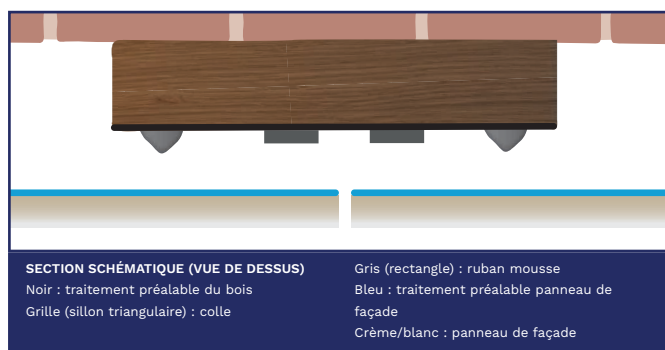 SECTION SCHÉMATIQUE (VUE DE DESSUS)
Noir : traitement préalable du bois
Grille (sillon triangulaire) : colle
Gris (rectangle) : ruban mousse
Bleu : traitement préalable panneau de
façade
Crème/blanc : panneau de façade